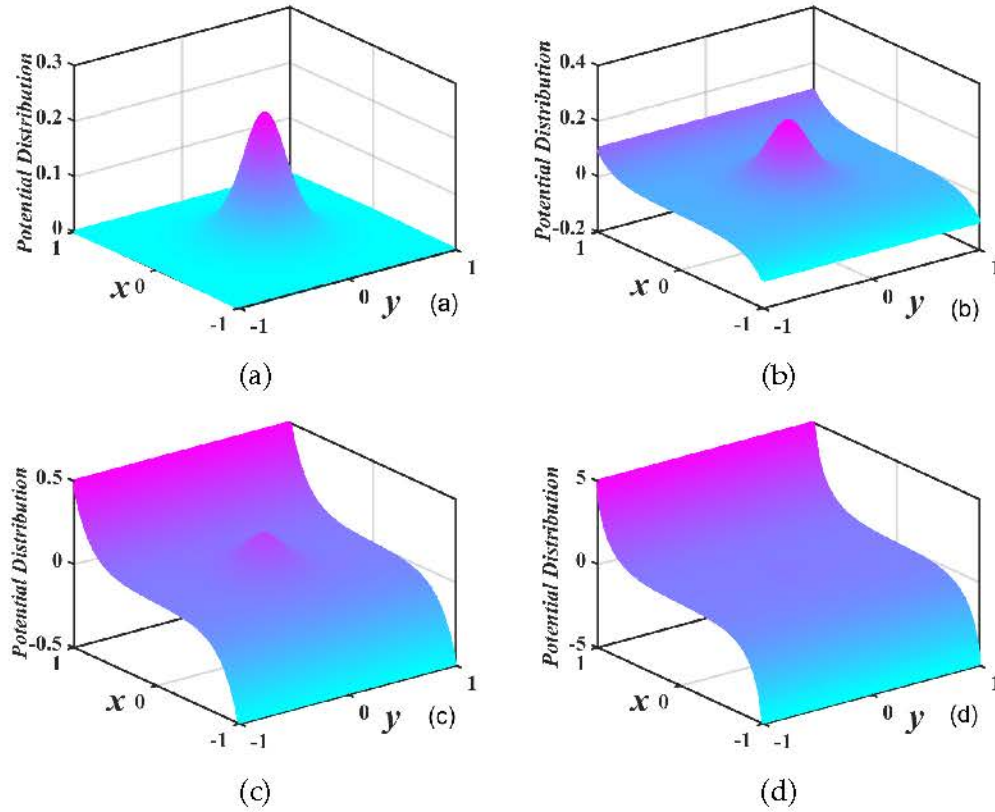 Potential Distribution
0.3
0.2
0.1
0
1
x 0
-1 -1
0 y
1
(a)
(a)
Potential Distribution
0.4
0.2
0
-0.2
1
x 0
-1 -1
0 y
1
(b)
(b)
Potential Distribution
0.5
0
-0.5
1
x 0
-1 -1
0 y
1
(c)
(c)
Potential Distribution
5
0
-5
1
x 0
-1 -1
0 y
1
(d)
(d)